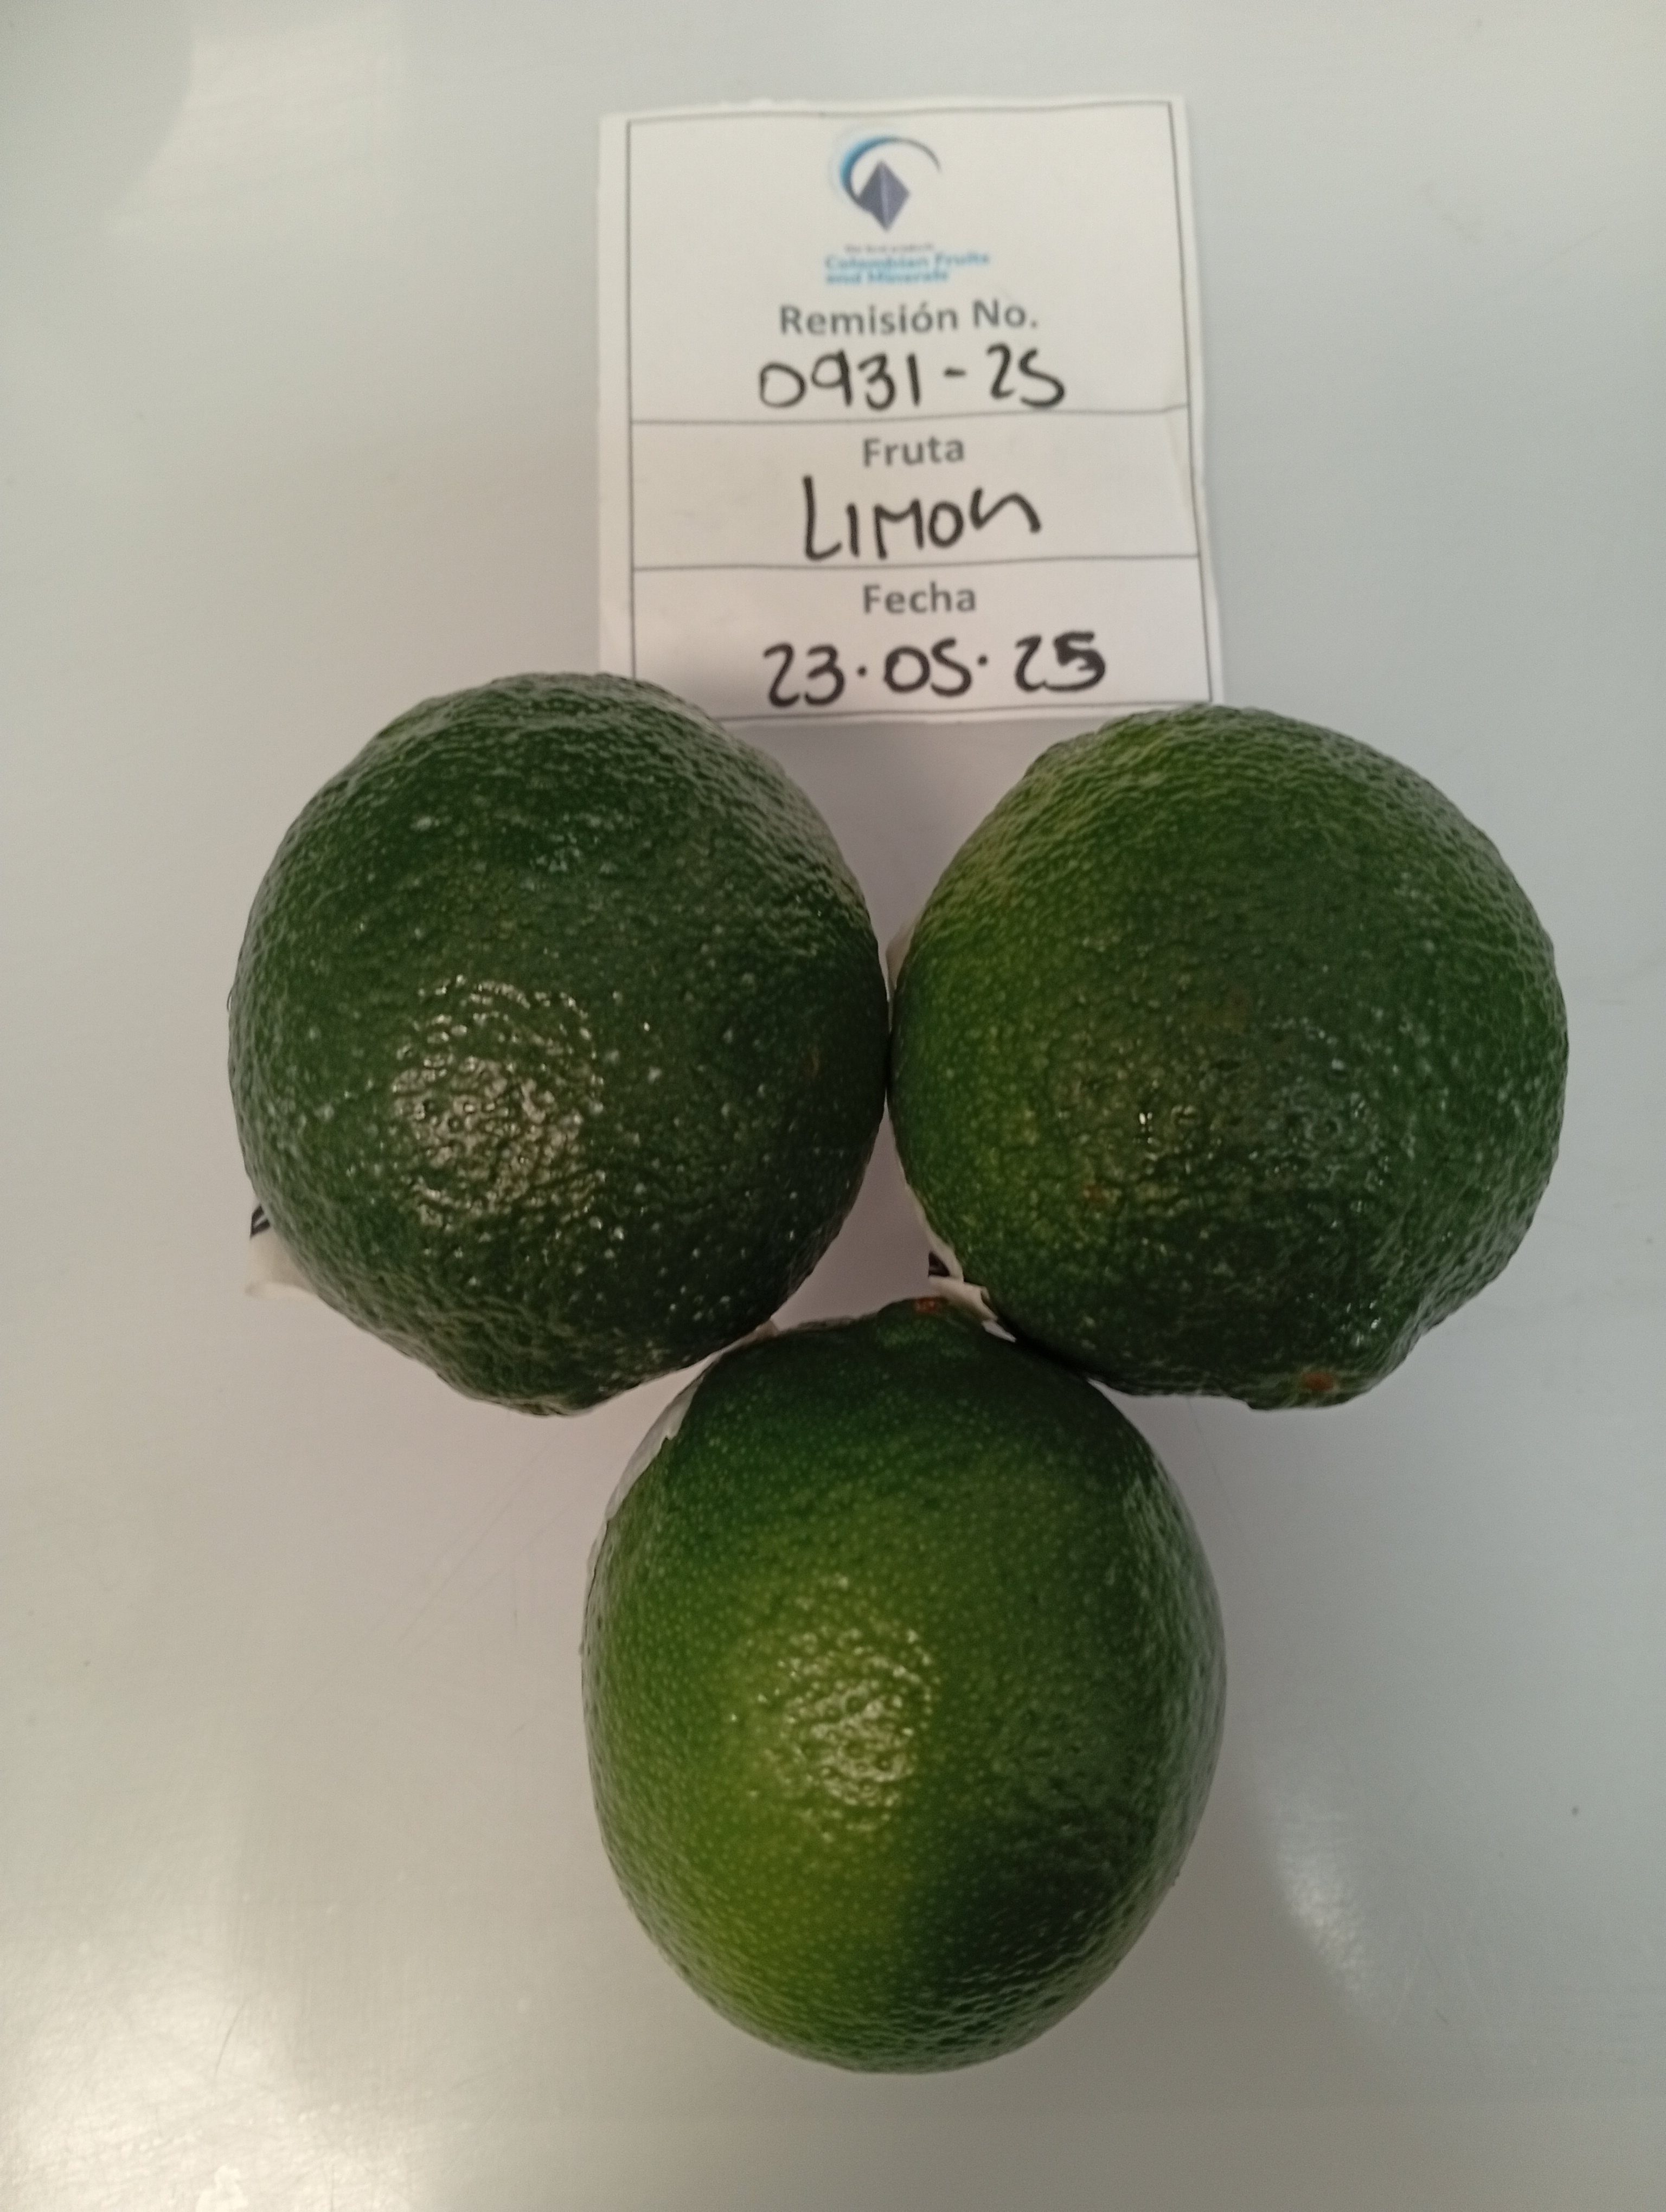 Colombian Fruits
and Minerals
Remisión No.
0931-25
Fruta
LIMON
Fecha
23.05.25